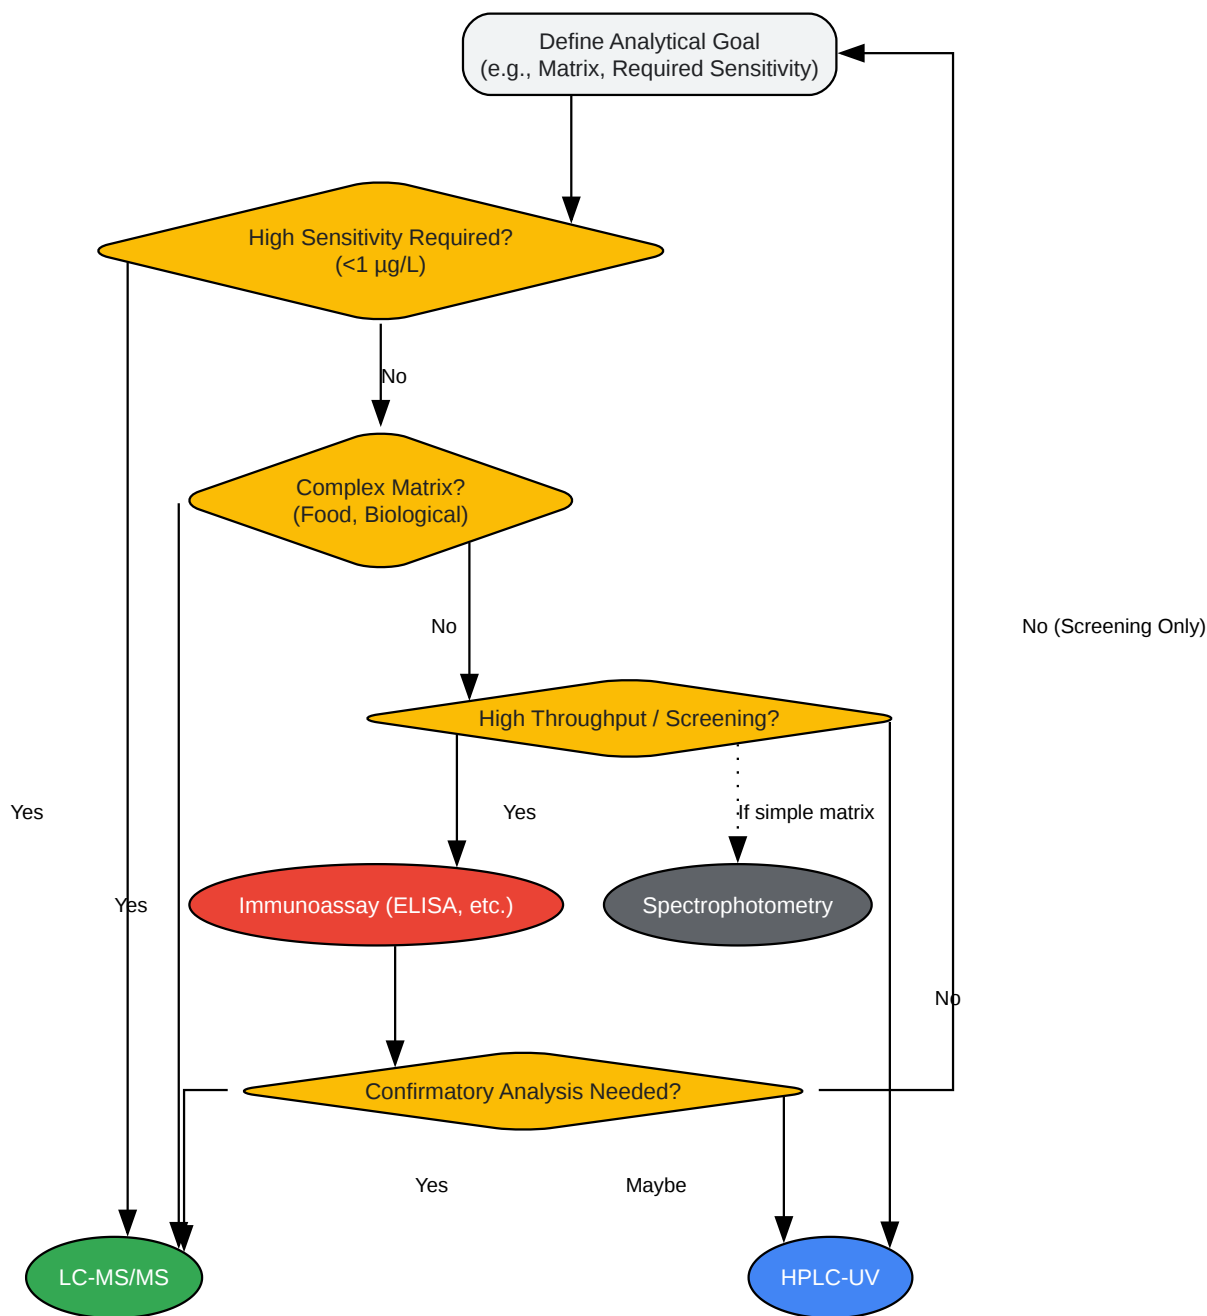 Define Analytical Goal
(e.g., Matrix, Required Sensitivity)
High Sensitivity Required?
(<1 µg/L)
No
Complex Matrix?
(Food, Biological)
No
No (Screening Only)
High Throughput / Screening?
Yes
Yes
If simple matrix
Yes
Immunoassay (ELISA, etc.)
Spectrophotometry
No
Confirmatory Analysis Needed?
Yes
Maybe
LC-MS/MS
HPLC-UV